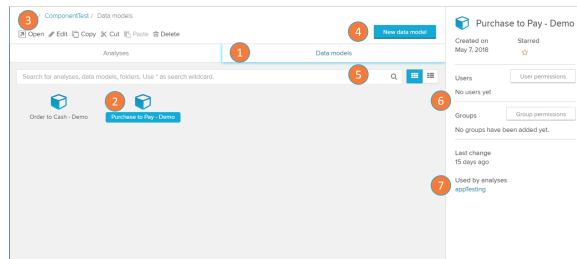 3 / ComponentTest / Data models
Open Edit Copy Cut Paste Delete
4 New data model
Analyses 1 Data models
Search for analyses, data models, folders. Use * as search wildcard. 5
2
Order to Cash - Demo Purchase to Pay - Demo
Purchase to Pay - Demo
Created on Starred
May 7, 2018
Users User permissions
No users yet
6
Groups Group permissions
No groups have been added yet.
Last change
15 days ago
7 Used by analyses
appTesting